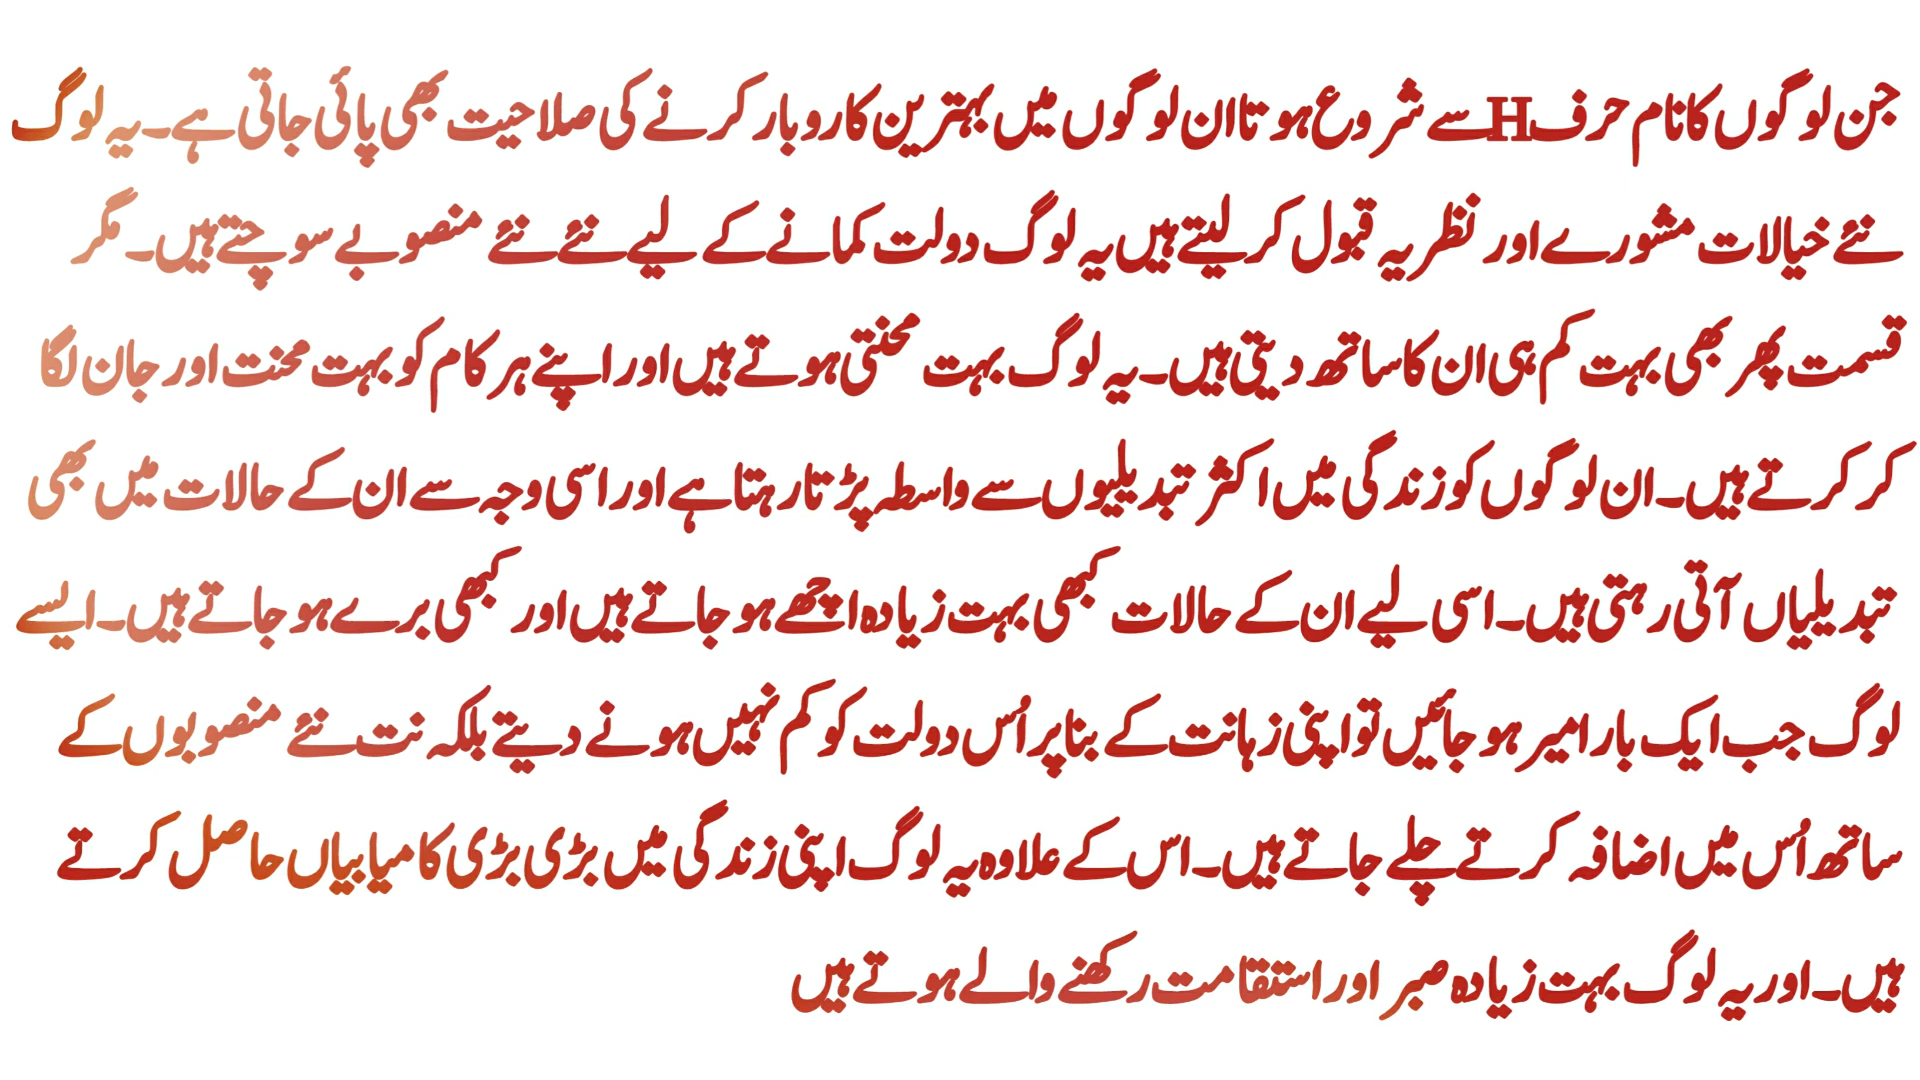 جن لوگوں کا نام حرف H سے شروع ہوتا ان لوگوں میں بہترین کاروبار کرنے کی صلاحیت بھی پائی جاتی ہے۔ یہ لوگ
نئے خیالات مشورے اور نظریہ قبول کر لیتے ہیں یہ لوگ دولت کمانے کے لیے نئے نئے منصوبے سوچتے ہیں۔ مگر
قسمت پھر بھی بہت کم ہی ان کا ساتھ دیتی ہیں۔ یہ لوگ بہت محنتی ہوتے ہیں اور اپنے ہر کام کو بہت محنت اور جان لگا
کر کرتے ہیں۔ ان لوگوں کو زندگی میں اکثر تبدیلیوں سے واسطہ پڑتا رہتا ہے اور اسی وجہ سے ان کے حالات میں بھی
تبدیلیاں آتی رہتی ہیں۔ اسی لیے ان کے حالات کبھی بہت زیادہ اچھے ہو جاتے ہیں اور کبھی برے ہو جاتے ہیں۔ ایسے
لوگ جب ایک بار امیر ہو جائیں تو اپنی زہانت کے بنا پر اُس دولت کو کم نہیں ہونے دیتے بلکہ نت نئے منصوبوں کے
ساتھ اُس میں اضافہ کرتے چلے جاتے ہیں۔ اس کے علاوہ یہ لوگ اپنی زندگی میں بڑی بڑی کامیابیاں حاصل کرتے
ہیں۔ اور یہ لوگ بہت زیادہ صبر اور استقامت رکھنے والے ہوتے ہیں